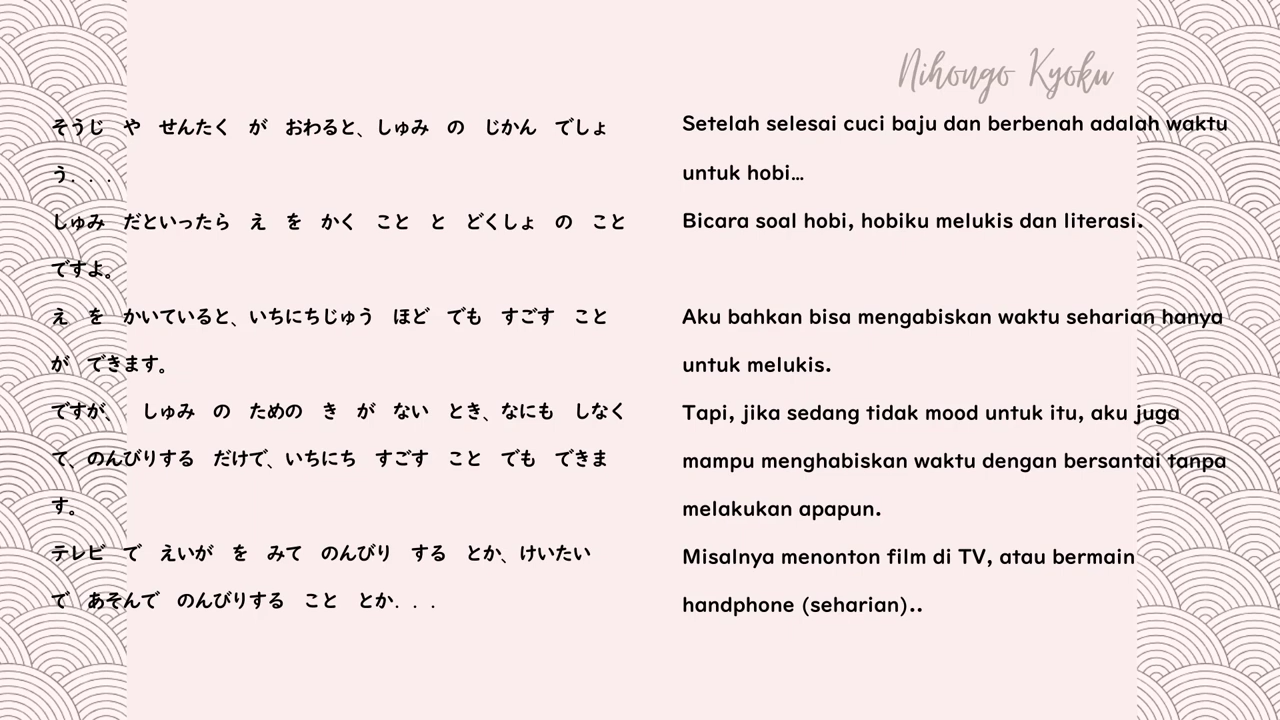 Nihongo Kyoku
そうじ　や　せんたく　が　おわると、しゅみ　の　じかん　でしょ
う. . .
しゅみ　だといったら　え　を　かく　こと　と　どくしょ　の　こと
ですよ。
え　を　かいていると、いちにちじゅう　ほど　でも　すごす　こと
が　できます。
ですが、　しゅみ　の　ための　き　が　ない　とき、なにも　しなく
て、のんびりする　だけで、いちにち　すごす　こと　でも　できま
す。
テレビ　で　えいが　を　みて　のんびり　する　とか、けいたい
で　あそんで　のんびりする　こと　とか. . .
Setelah selesai cuci baju dan berbenah adalah waktu
untuk hobi...
Bicara soal hobi, hobiku melukis dan literasi.
Aku bahkan bisa mengabiskan waktu seharian hanya
untuk melukis.
Tapi, jika sedang tidak mood untuk itu, aku juga
mampu menghabiskan waktu dengan bersantai tanpa
melakukan apapun.
Misalnya menonton film di TV, atau bermain
handphone (seharian)..